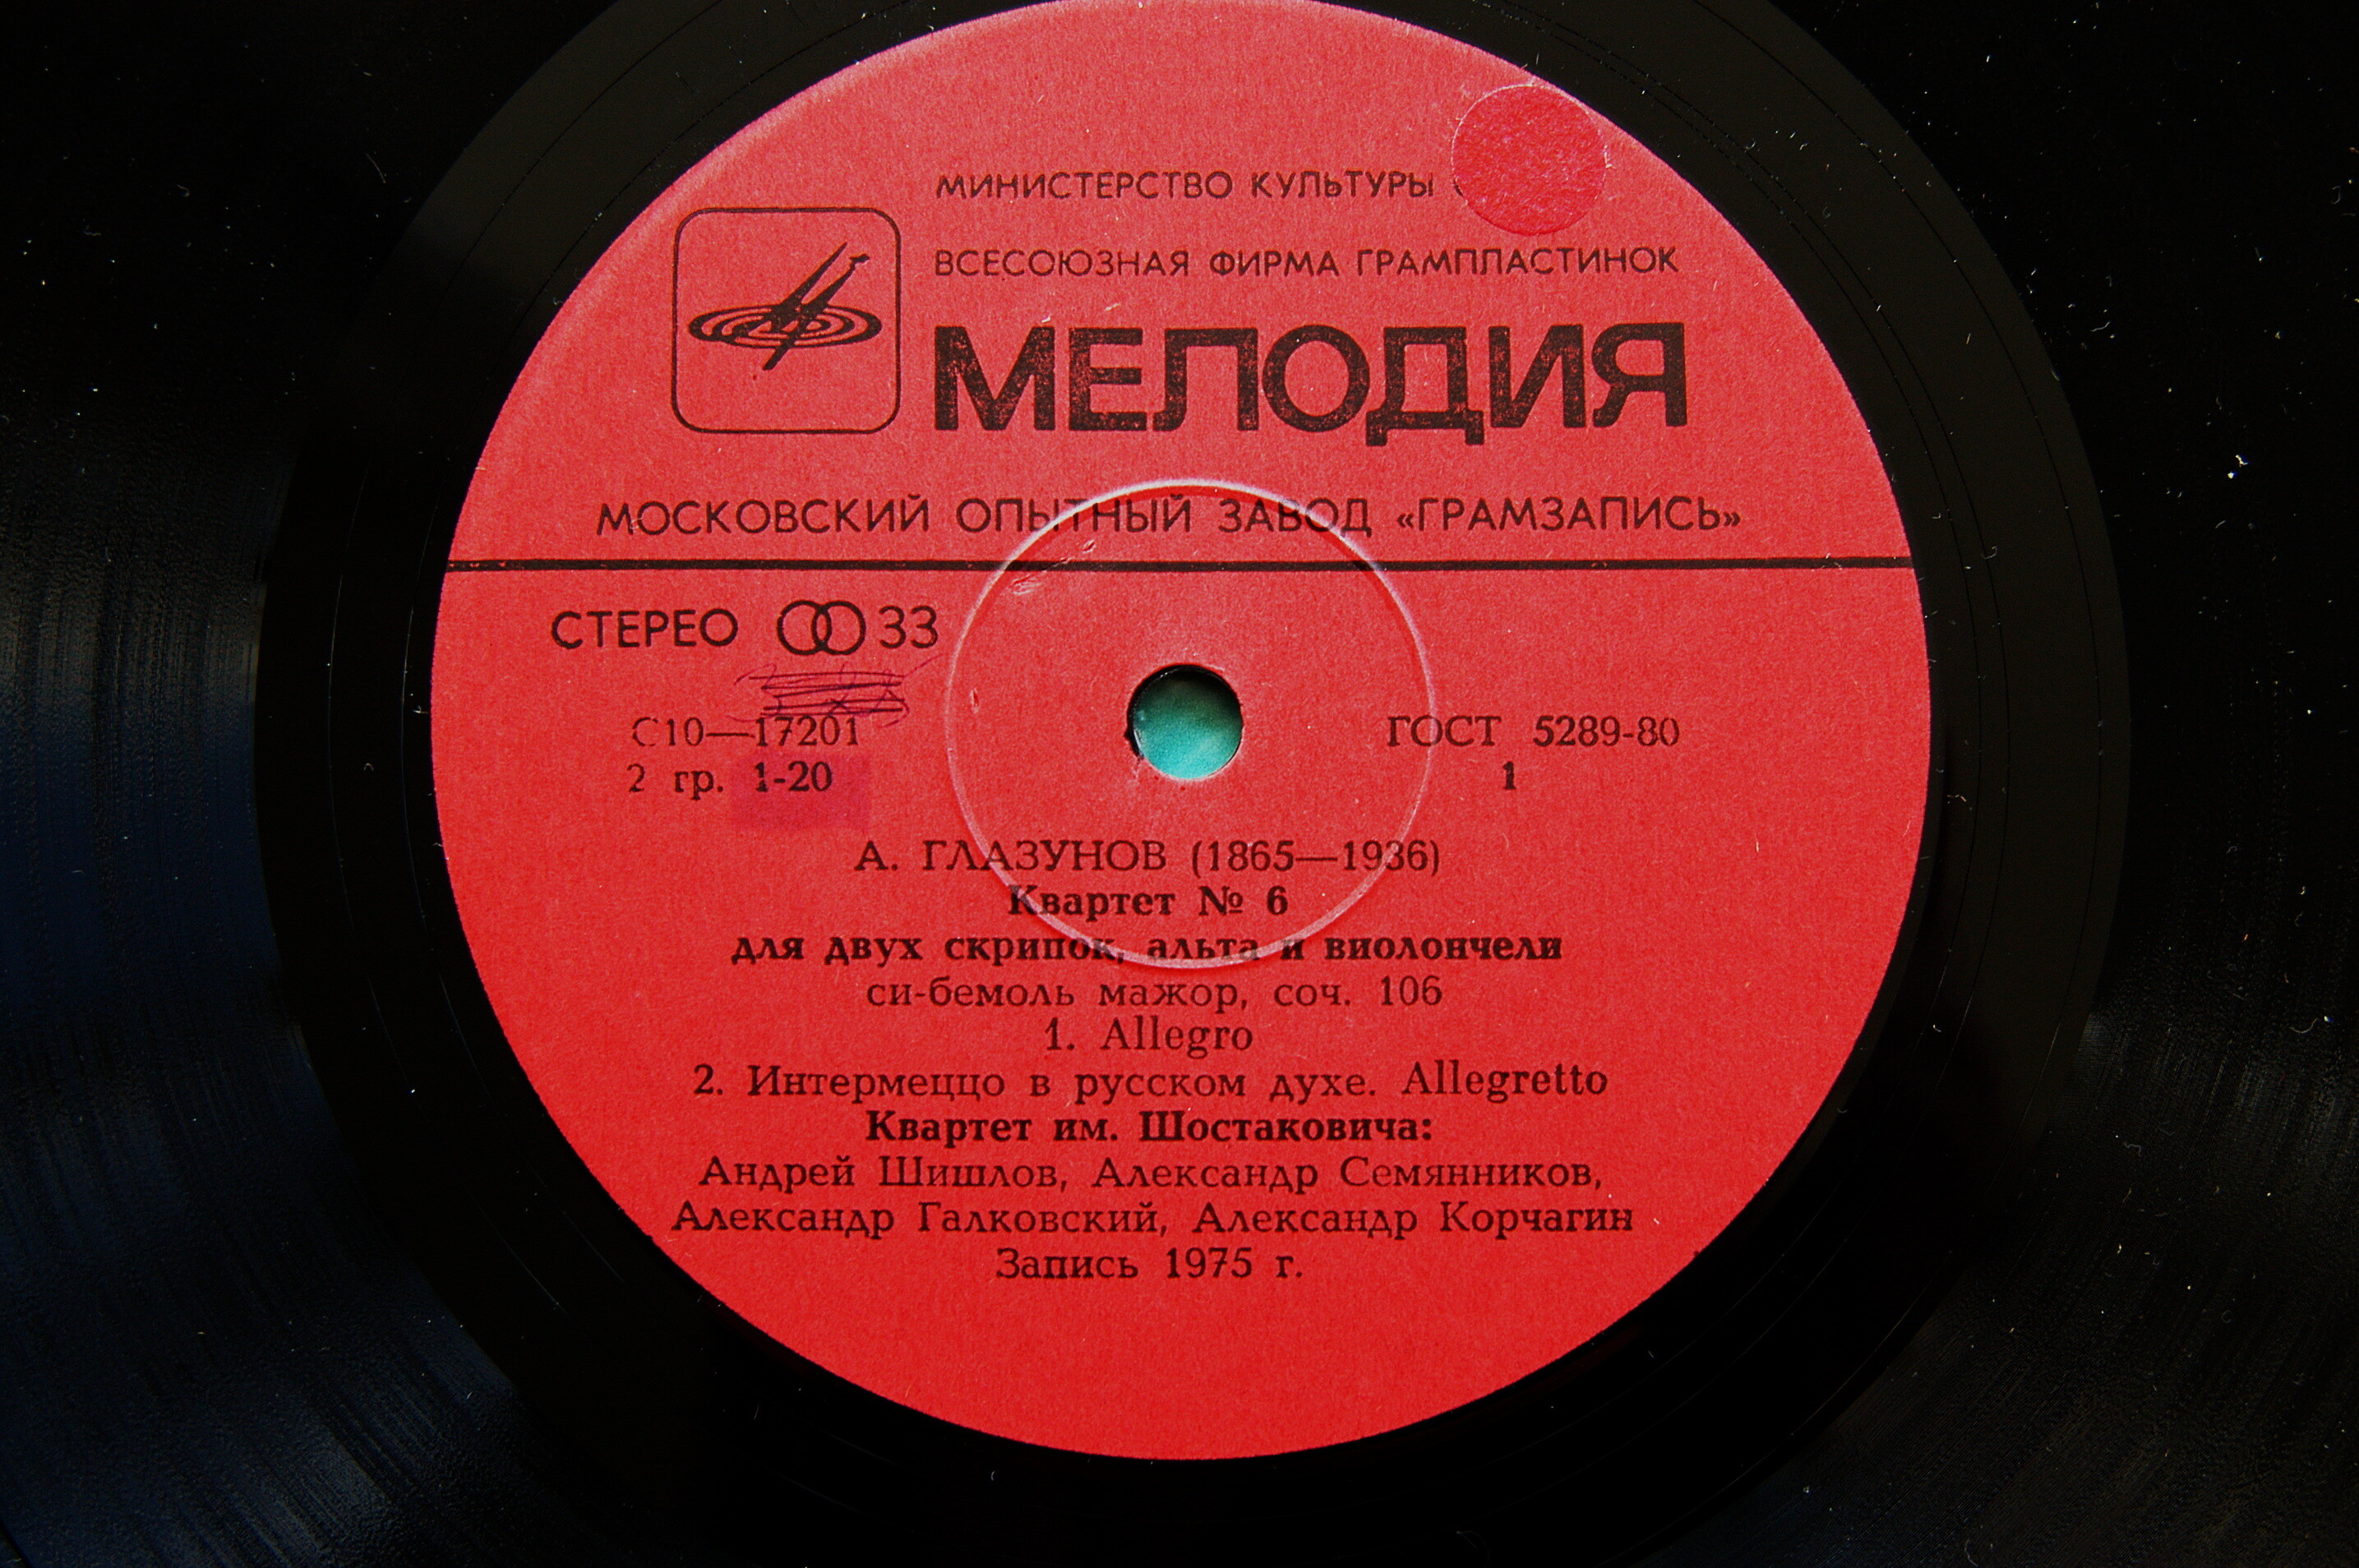 МИНИСТЕРСТВО КУЛЬТУРЫ
ВСЕСОЮЗНАЯ ФИРМА ГРАМПЛАСТИНОК
МЕЛОДИЯ
МОСКОВСКИЙ ОПЫТНЫЙ ЗАВОД «ГРАМЗАПИСЬ»
СТЕРЕО 33
С10—17201 ГОСТ 5289-80
2 гр. 1-20 1
А. ГЛАЗУНОВ (1865—1936)
Квартет № 6
для двух скрипок, альта и виолончели
си-бемоль мажор, соч. 106
1. Allegro
2. Интермеццо в русском духе. Allegretto
Квартет им. Шостаковича:
Андрей Шишлов, Александр Семянников,
Александр Галковский, Александр Корчагин
Запись 1975 г.